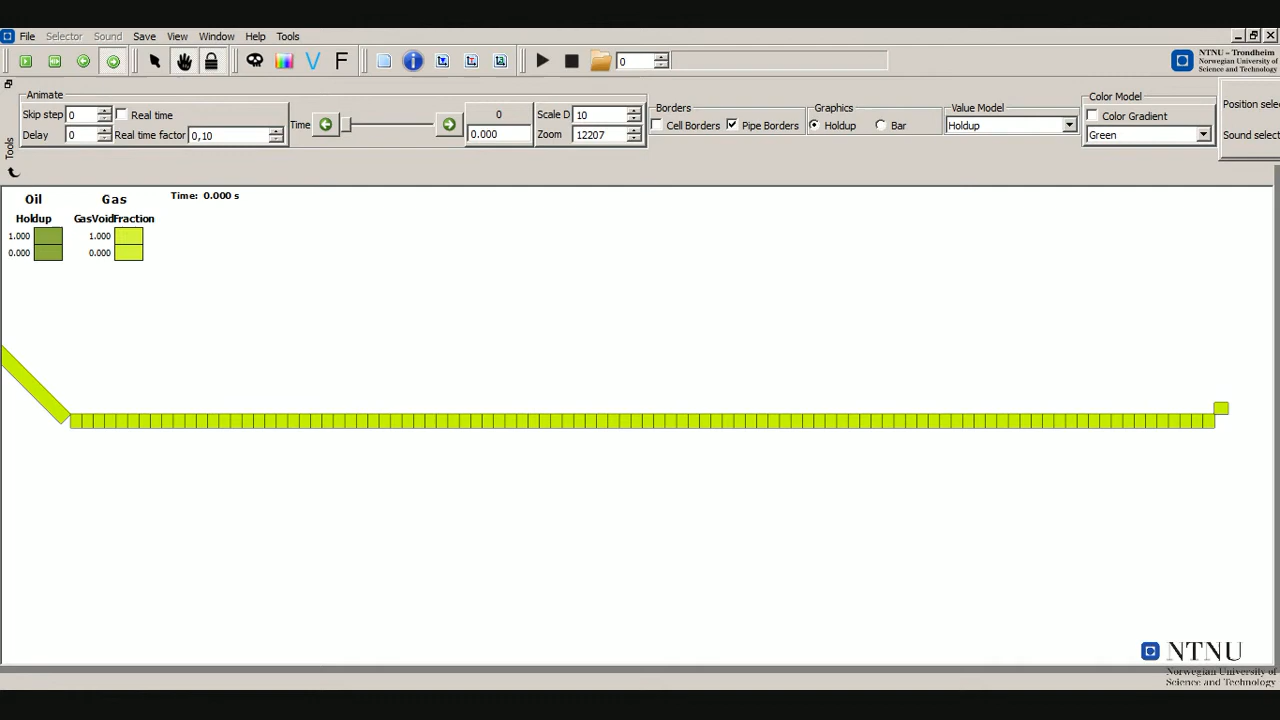 File Selector Sound Save View Window Help Tools
V F i 0
NTNU – Trondheim
Norwegian University of
Science and Technology
Animate
Skip step 0 Real time
Delay 0 Real time factor 0,10
Time 0
0.000
Scale D 10
Zoom 12207
Borders
Cell Borders Pipe Borders
Graphics
Holdup Bar
Value Model
Holdup
Color Model
Color Gradient
Green
Position selec
Sound select
Tools
Oil Gas Time: 0.000 s
Holdup GasVoidFraction
1.000 1.000
0.000 0.000
NTNU
Norwegian University of
Science and Technology